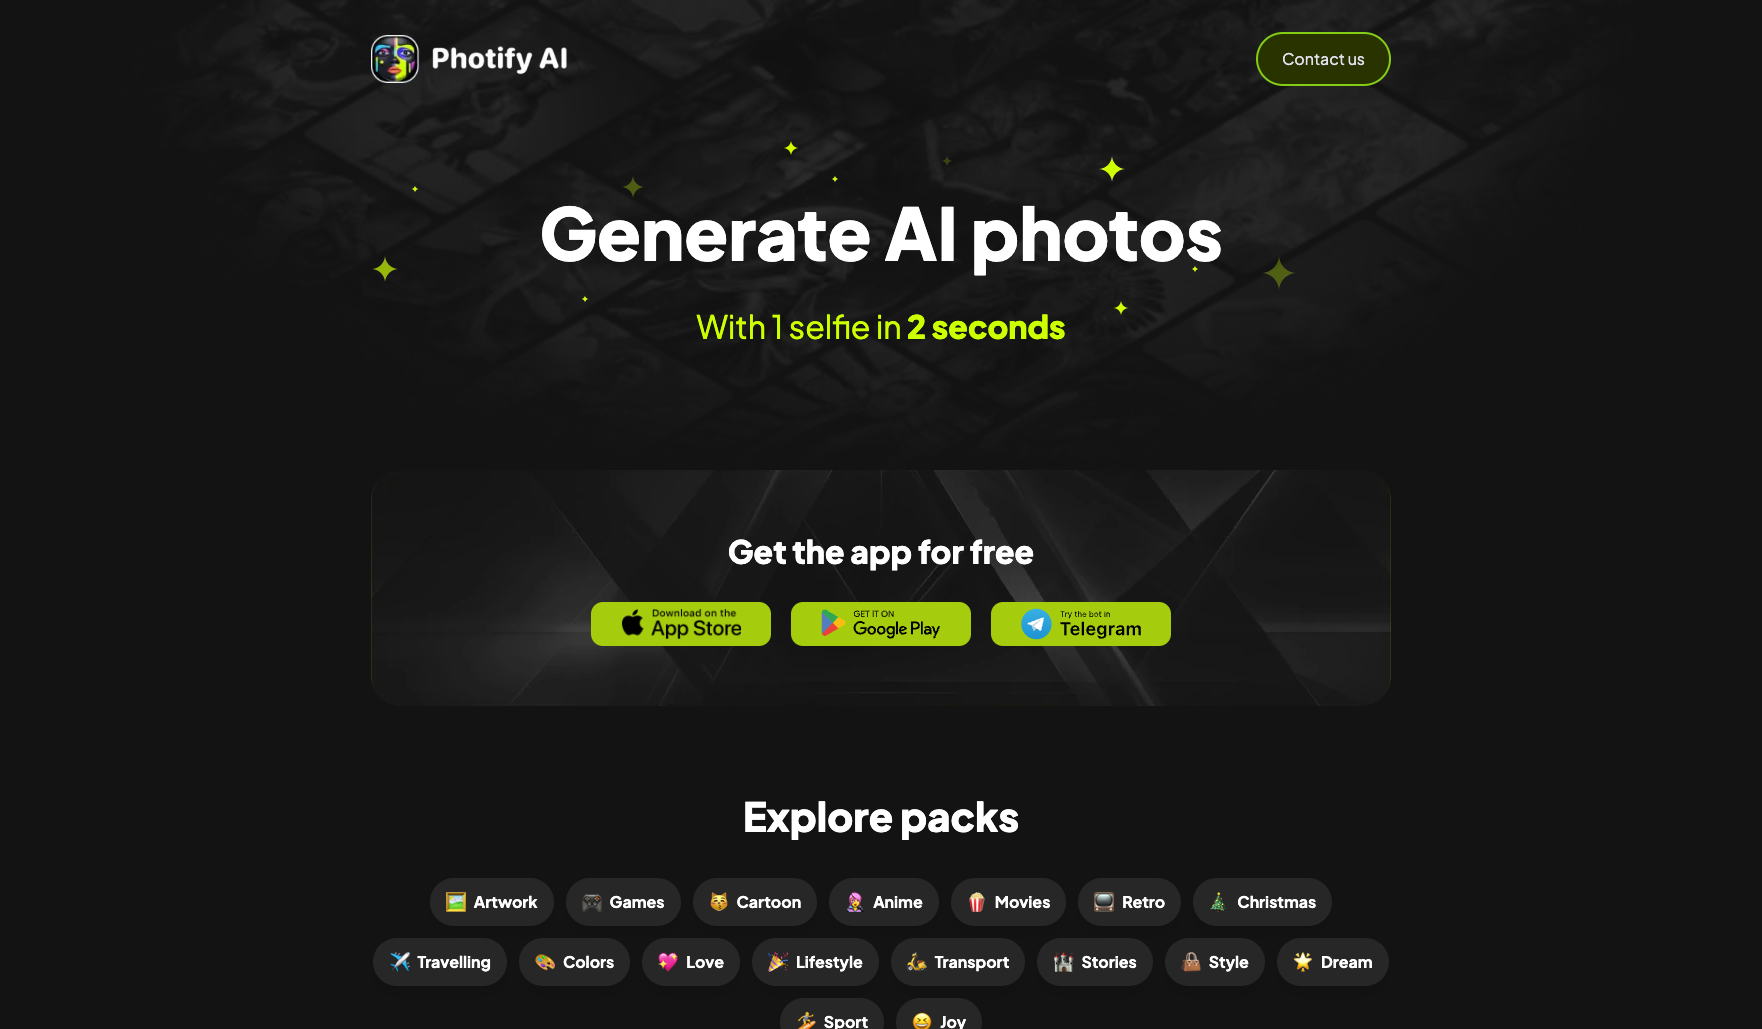 Photify AI
Contact us
Generate AI photos
With 1 selfie in 2 seconds
Get the app for free
Download on the
App Store
GET IT ON
Google Play
Try the bot in
Telegram
Explore packs
Artwork
Games
Cartoon
Anime
Movies
Retro
Christmas
Travelling
Colors
Love
Lifestyle
Transport
Stories
Style
Dream
Sport
Joy